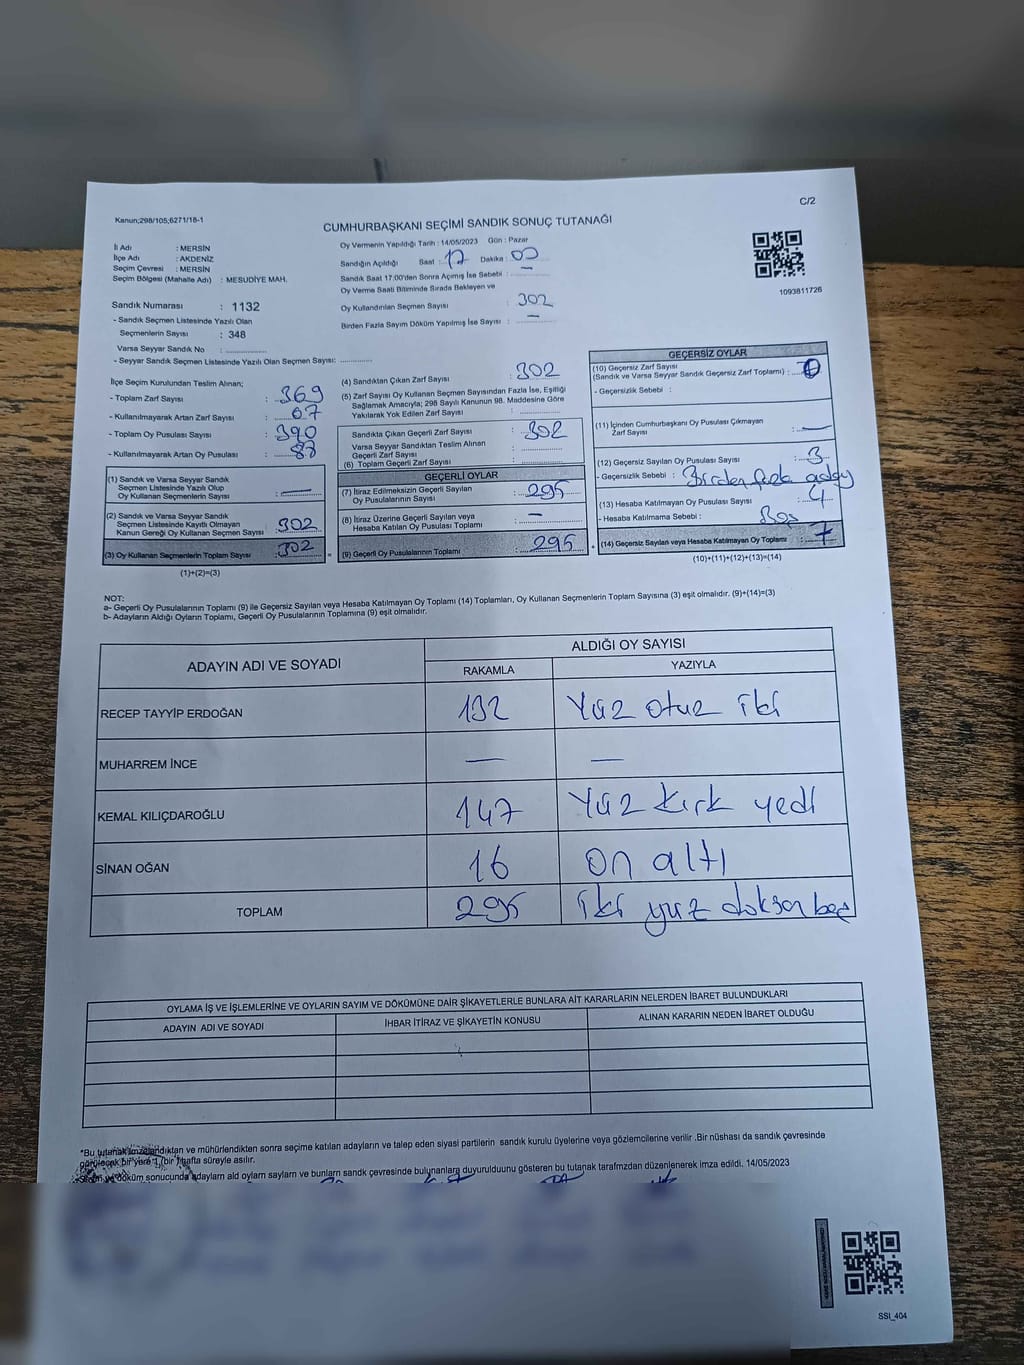 Kanun;298/105;6271/18-1
C/2
CUMHURBAŞKANI SEÇİMİ SANDIK SONUÇ TUTANAĞI
İl Adı : MERSİN
İlçe Adı : AKDENİZ
Seçim Çevresi : MERSİN
Seçim Bölgesi (Mahalle Adı) : MESUDİYE MAH.
Sandık Numarası : 1132
- Sandık Seçmen Listesinde Yazılı Olan
Seçmenlerin Sayısı : 348
Varsa Seyyar Sandık No :
- Seyyar Sandık Seçmen Listesinde Yazılı Olan Seçmen Sayısı:
Oy Vermenin Yapıldığı Tarih : 14/05/2023 Gün : Pazar
Sandığın Açıldığı Saat : 17 Dakika : 00
Sandık Saat 17:00'den Sonra Açımış İse Sebebi : —
Oy Verme Saati Bitiminde Sırada Bekleyen ve
Oy Kullandırılan Seçmen Sayısı : 302
Birden Fazla Sayım Döküm Yapılmış İse Sayısı : —
1093811726
İlçe Seçim Kurulundan Teslim Alınan;
- Toplam Zarf Sayısı : 369
- Kullanılmayarak Artan Zarf Sayısı : 67
- Toplam Oy Pusulası Sayısı : 390
- Kullanılmayarak Artan Oy Pusulası : 88
(1) Sandık ve Varsa Seyyar Sandık
Seçmen Listesinde Yazılı Olup
Oy Kullanan Seçmenlerin Sayısı : —
(2) Sandık ve Varsa Seyyar Sandık
Seçmen Listesinde Kayıtlı Olmayan
Kanun Gereği Oy Kullanan Seçmen Sayısı : 302
(3) Oy Kullanan Seçmenlerin Toplam Sayısı : 302
(1)+(2)=(3)
(4) Sandıktan Çıkan Zarf Sayısı : 302
(5) Zarf Sayısı Oy Kullanan Seçmen Sayısından Fazla İse, Eşitliği
Sağlamak Amacıyla; 298 Sayılı Kanunun 98. Maddesine Göre
Yakılarak Yok Edilen Zarf Sayısı :
Sandıkta Çıkan Geçerli Zarf Sayısı : 302
Varsa Seyyar Sandıktan Teslim Alınan
Geçerli Zarf Sayısı :
(6) Toplam Geçerli Zarf Sayısı :
GEÇERLİ OYLAR
(7) İtiraz Edilmeksizin Geçerli Sayılan
Oy Pusulalarının Sayısı : 295
(8) İtiraz Üzerine Geçerli Sayılan veya
Hesaba Katılan Oy Pusulası Toplamı : —
(9) Geçerli Oy Pusulalarının Toplamı : 295
GEÇERSİZ OYLAR
(10) Geçersiz Zarf Sayısı
(Sandık ve Varsa Seyyar Sandık Geçersiz Zarf Toplamı) :
- Geçersizlik Sebebi :
(11) İçinden Cumhurbaşkanı Oy Pusulası Çıkmayan
Zarf Sayısı : —
(12) Geçersiz Sayılan Oy Pusulası Sayısı : 3
- Geçersizlik Sebebi : Birden fazla aday
(13) Hesaba Katılmayan Oy Pusulası Sayısı : 4
- Hesaba Katılmama Sebebi : Boş
(14) Geçersiz Sayılan veya Hesaba Katılmayan Oy Toplamı : 7
(10)+(11)+(12)+(13)=(14)
NOT:
a- Geçerli Oy Pusulalarının Toplamı (9) ile Geçersiz Sayılan veya Hesaba Katılmayan Oy Toplamı (14) Toplamları, Oy Kullanan Seçmenlerin Toplam Sayısına (3) eşit olmalıdır. (9)+(14)=(3)
b- Adayların Aldığı Oyların Toplamı, Geçerli Oy Pusulalarının Toplamına (9) eşit olmalıdır.
ADAYIN ADI VE SOYADI
ALDIĞI OY SAYISI
RAKAMLA YAZIYLA
RECEP TAYYİP ERDOĞAN 132 Yüz otuz iki
MUHARREM İNCE — —
KEMAL KILIÇDAROĞLU 147 Yüz kırk yedi
SİNAN OĞAN 16 on altı
TOPLAM 295 iki yüz doksan beş
OYLAMA İŞ VE İŞLEMLERİNE VE OYLARIN SAYIM VE DÖKÜMÜNE DAİR ŞİKAYETLERLE BUNLARA AİT KARARLARIN NELERDEN İBARET BULUNDUKLARI
ADAYIN ADI VE SOYADI İHBAR İTİRAZ VE ŞİKAYETİN KONUSU ALINAN KARARIN NEDEN İBARET OLDUĞU
*Bu tutanak imzalandıktan ve mühürlendikten sonra seçime katılan adayların ve talep eden siyasi partilerin sandık kurulu üyelerine veya gözlemcilerine verilir .Bir nüshası da sandık çevresinde
görülecek bir yere 1 (bir )hafta süreyle asılır.
Seçim ve döküm sonucunda adayların aid oyların sayların ve bunların sandık çevresinde bulunanlara duyurulduunu gösteren bu tutanak tarafmzdan düzenlenerek imza edildi. 14/05/2023
SSI_404